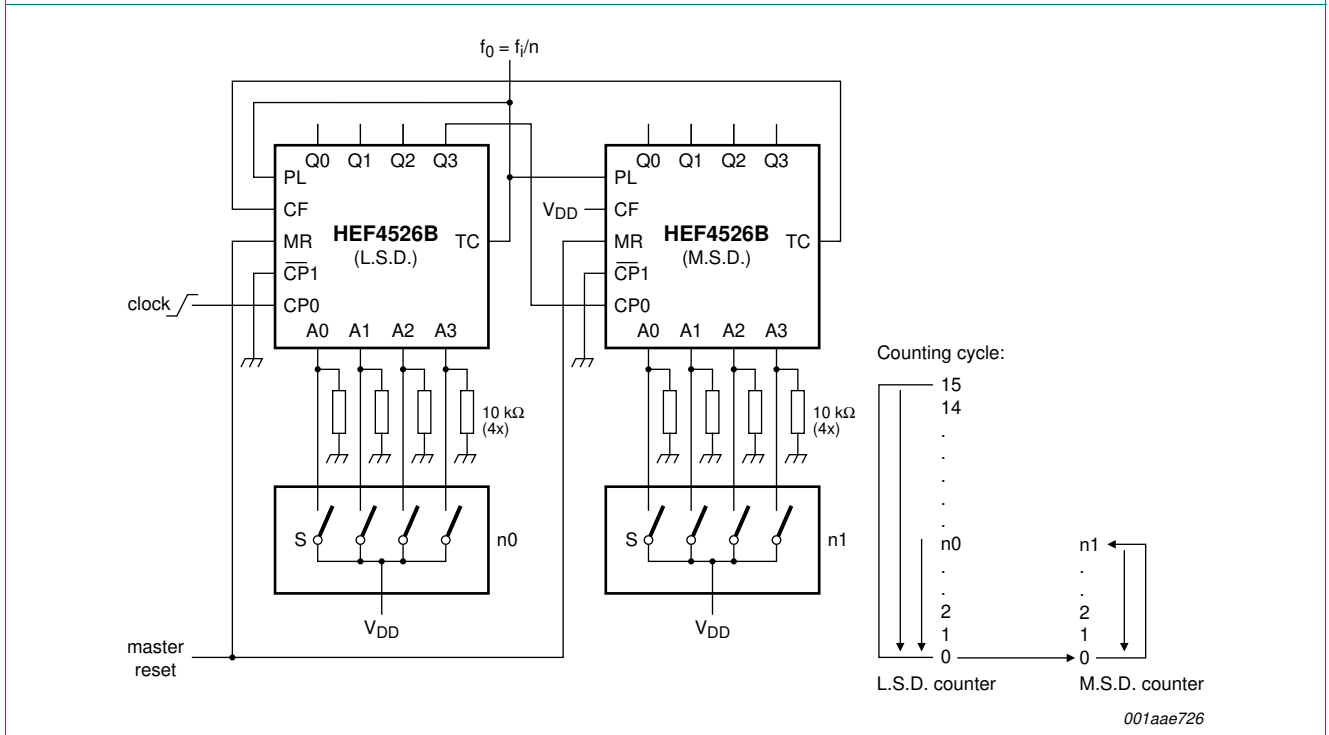 f0 = fi/n
Q0 Q1 Q2 Q3
PL
CF
MR
CP1
CP0
HEF4526B
(L.S.D.)
TC
A0 A1 A2 A3
clock
10 kΩ
(4x)
S
n0
VDD
Q0 Q1 Q2 Q3
PL
VDD
CF
MR
CP1
CP0
HEF4526B
(M.S.D.)
TC
A0 A1 A2 A3
10 kΩ
(4x)
S
n1
VDD
master
reset
Counting cycle:
15
14
.
.
.
.
.
n0
.
.
2
1
0
L.S.D. counter
n1
.
.
2
1
0
M.S.D. counter
001aae726